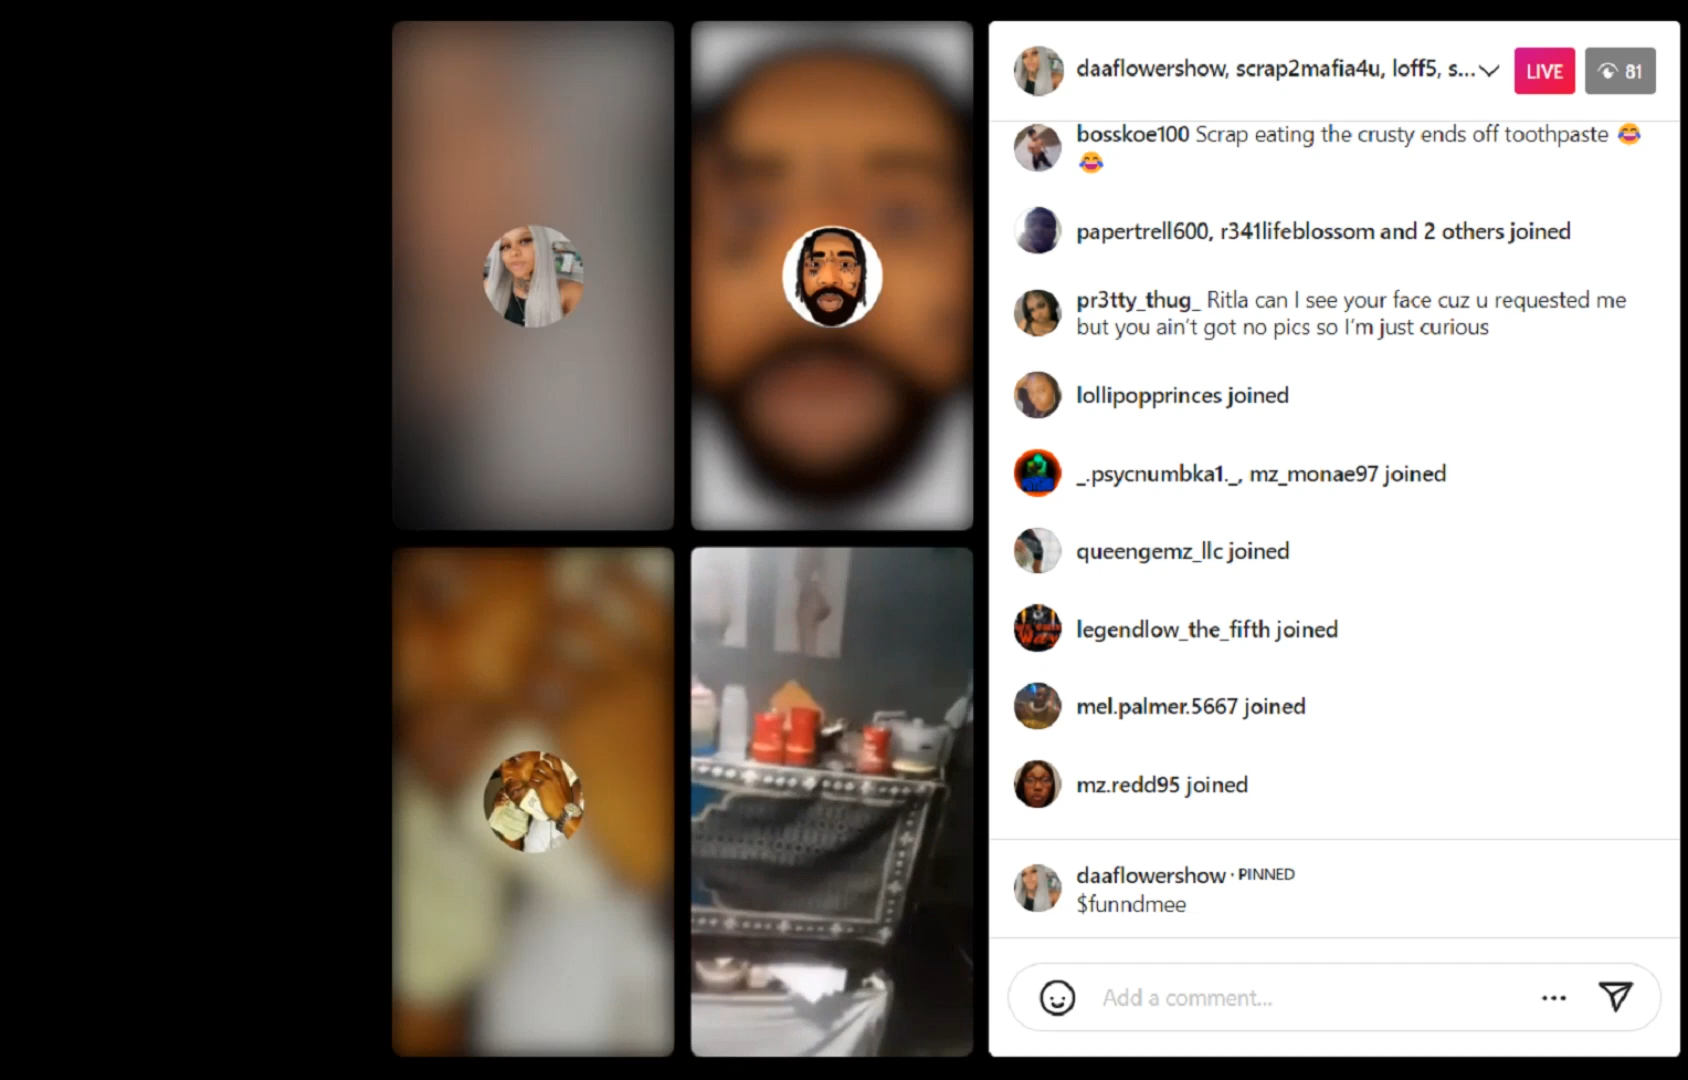 daaflowershow, scrap2mafia4u, loff5, s...
LIVE
81
bosskoe100 Scrap eating the crusty ends off toothpaste 😂
😂
papertrell600, r341lifeblossom and 2 others joined
pr3tty_thug_ Ritla can I see your face cuz u requested me
but you ain't got no pics so I'm just curious
lollipopprinces joined
_.psycnumbka1._, mz_monae97 joined
queengemz_llc joined
legendlow_the_fifth joined
mel.palmer.5667 joined
mz.redd95 joined
daaflowershow · PINNED
$funndmee
Add a comment...